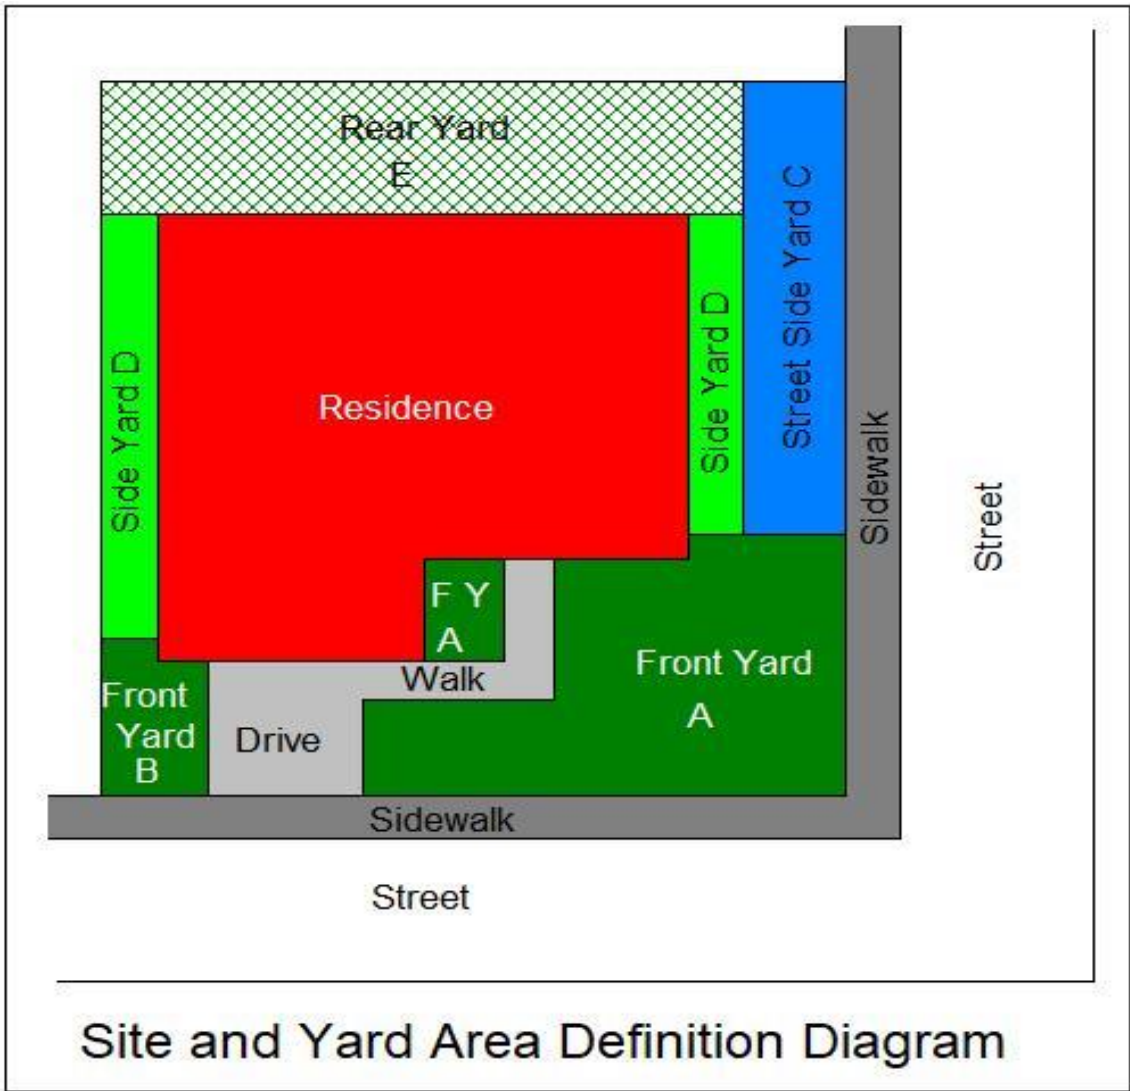 Rear Yard
E
Side Yard D
Residence
Side Yard D
Street Side Yard C
Sidewalk
Street
F Y
A
Front Yard
A
Walk
Front
Yard
B
Drive
Sidewalk
Street
Site and Yard Area Definition Diagram